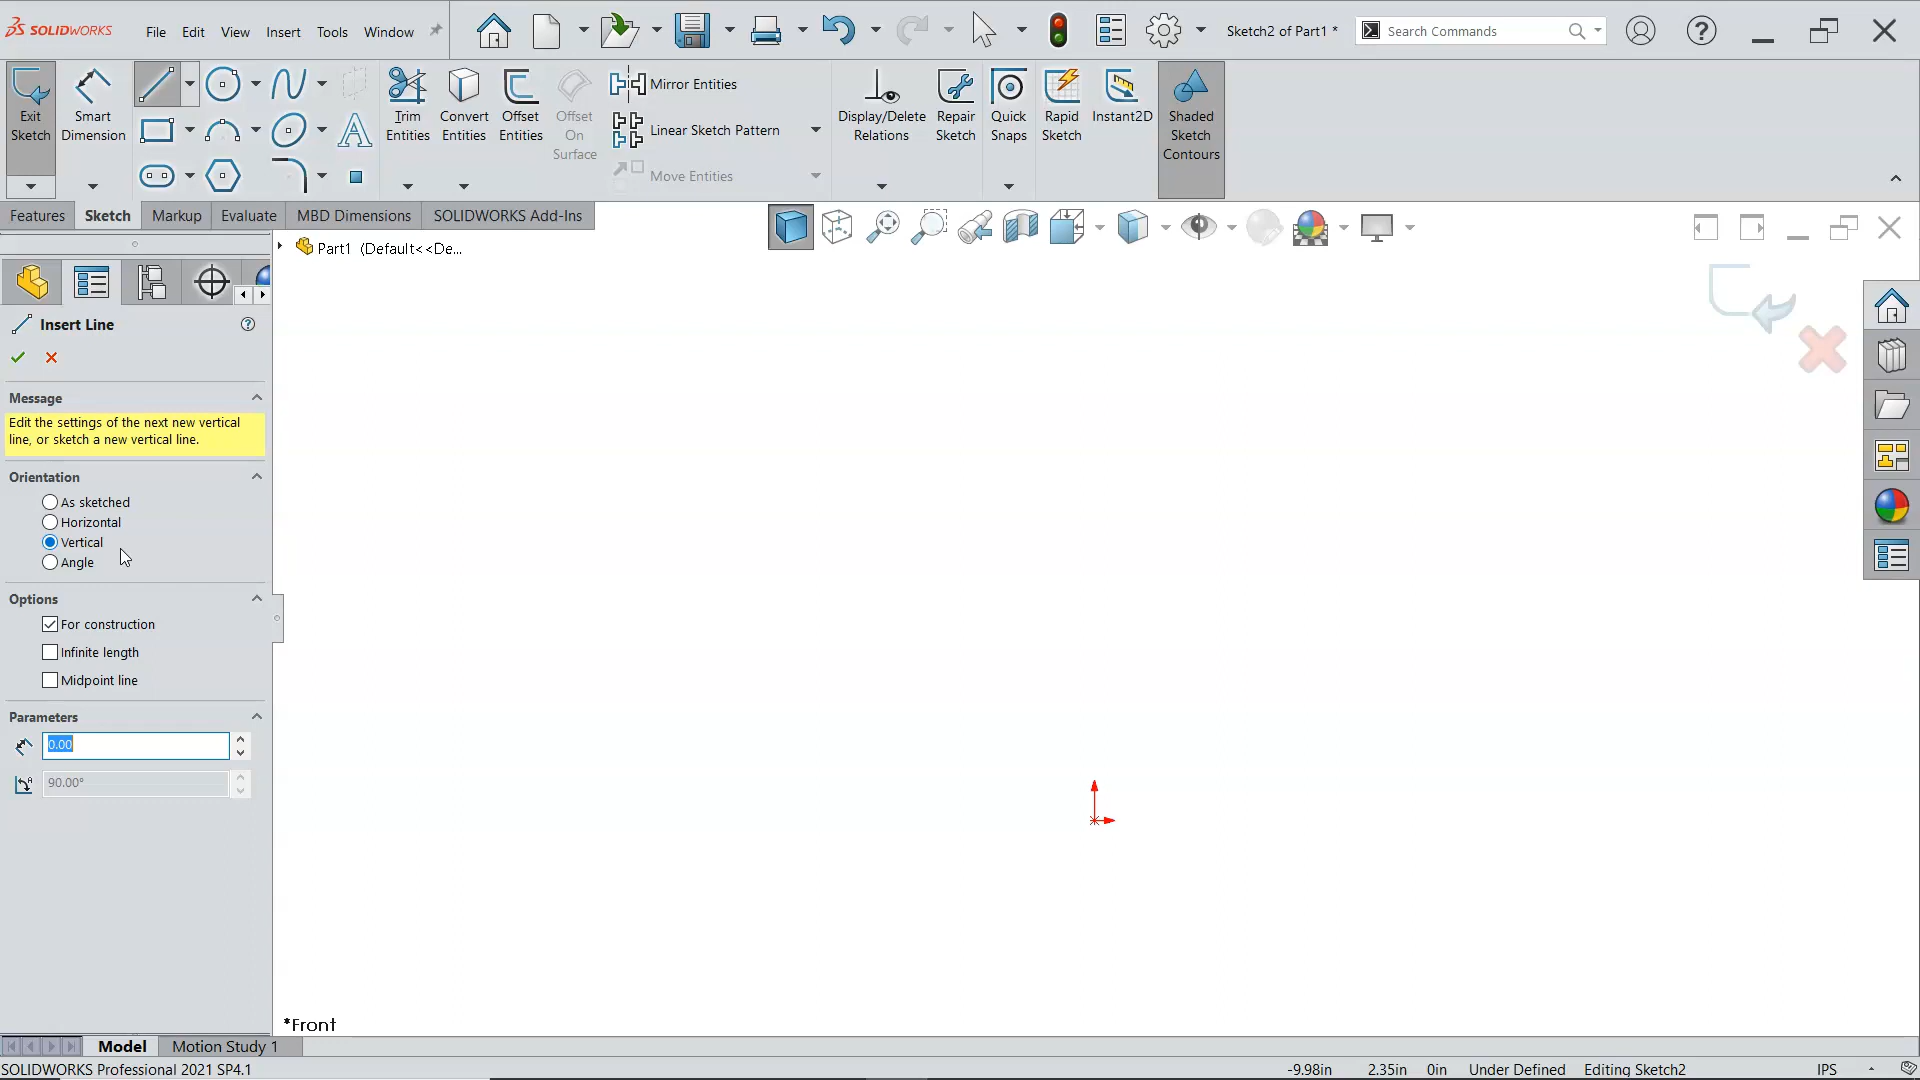 SOLIDWORKS File Edit View Insert Tools Window Sketch2 of Part1 * Search Commands
Exit Sketch
Smart Dimension
Trim Entities
Convert Entities
Offset Entities
Offset On Surface
Mirror Entities
Linear Sketch Pattern
Move Entities
Display/Delete Relations
Repair Sketch
Quick Snaps
Rapid Sketch
Instant2D
Shaded Sketch Contours
Features Sketch Markup Evaluate MBD Dimensions SOLIDWORKS Add-Ins
Part1 (Default<<De...
Insert Line
Message
Edit the settings of the next new vertical
line, or sketch a new vertical line.
Orientation
As sketched
Horizontal
Vertical
Angle
Options
For construction
Infinite length
Midpoint line
Parameters
0.00
90.00°
*Front
Model Motion Study 1
SOLIDWORKS Professional 2021 SP4.1 -9.98in 2.35in 0in Under Defined Editing Sketch2 IPS